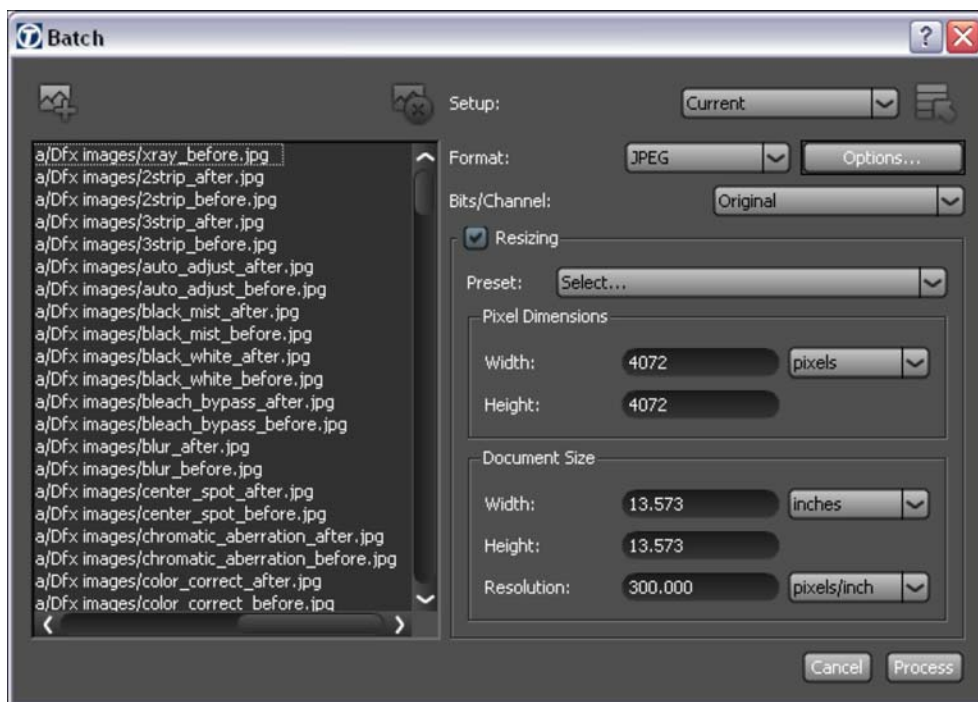 Batch
a/Dfx images/xray_before.jpg
a/Dfx images/2strip_after.jpg
a/Dfx images/2strip_before.jpg
a/Dfx images/3strip_after.jpg
a/Dfx images/3strip_before.jpg
a/Dfx images/auto_adjust_after.jpg
a/Dfx images/auto_adjust_before.jpg
a/Dfx images/black_mist_after.jpg
a/Dfx images/black_mist_before.jpg
a/Dfx images/black_white_after.jpg
a/Dfx images/black_white_before.jpg
a/Dfx images/bleach_bypass_after.jpg
a/Dfx images/bleach_bypass_before.jpg
a/Dfx images/blur_after.jpg
a/Dfx images/blur_before.jpg
a/Dfx images/center_spot_after.jpg
a/Dfx images/center_spot_before.jpg
a/Dfx images/chromatic_aberration_after.jpg
a/Dfx images/chromatic_aberration_before.jpg
a/Dfx images/color_correct_after.jpg
a/Dfx images/color_correct_before.jpg
Setup: Current
Format: JPEG Options...
Bits/Channel: Original
Resizing
Preset: Select...
Pixel Dimensions
Width: 4072 pixels
Height: 4072
Document Size
Width: 13.573 inches
Height: 13.573
Resolution: 300.000 pixels/inch
Cancel Process